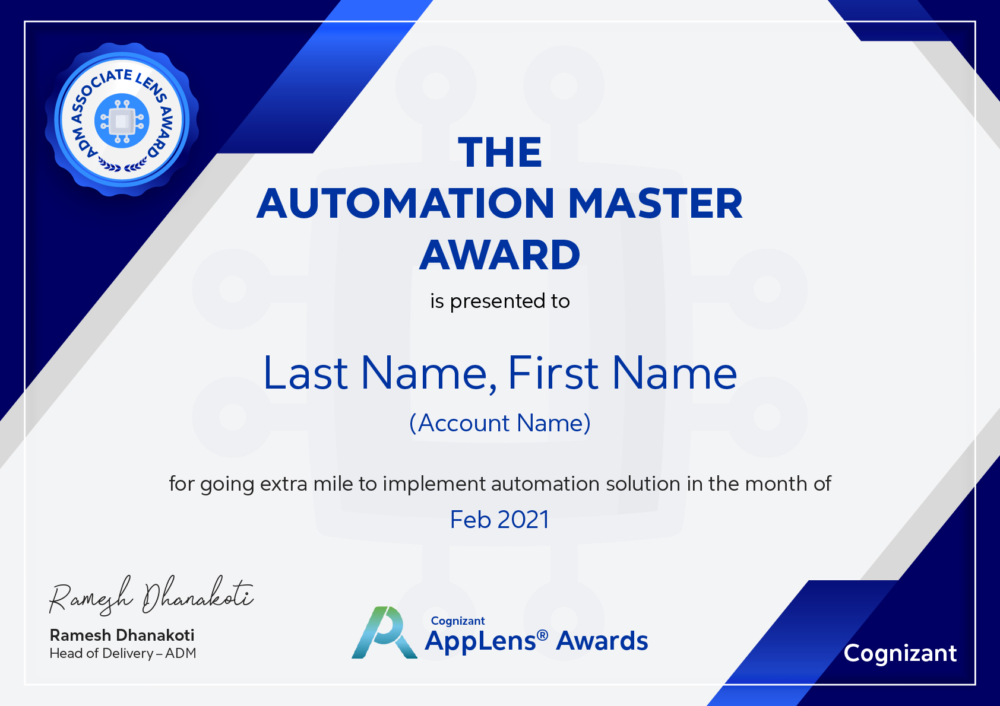 ADM ASSOCIATE LENS AWARD
THE
AUTOMATION MASTER
AWARD
is presented to
Last Name, First Name
(Account Name)
for going extra mile to implement automation solution in the month of
Feb 2021
Ramesh Dhanakoti
Ramesh Dhanakoti
Head of Delivery – ADM
Cognizant
AppLens® Awards
Cognizant